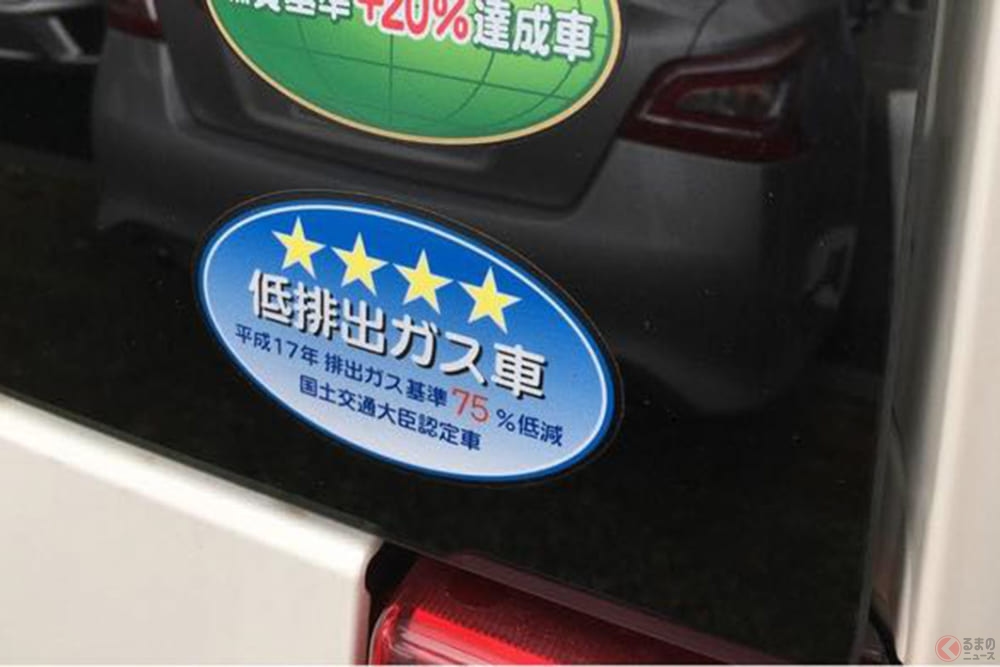 費基準+20%達成車
低排出ガス車
平成17年 排出ガス基準75%低減
国土交通大臣認定車
くるまの
ニュース